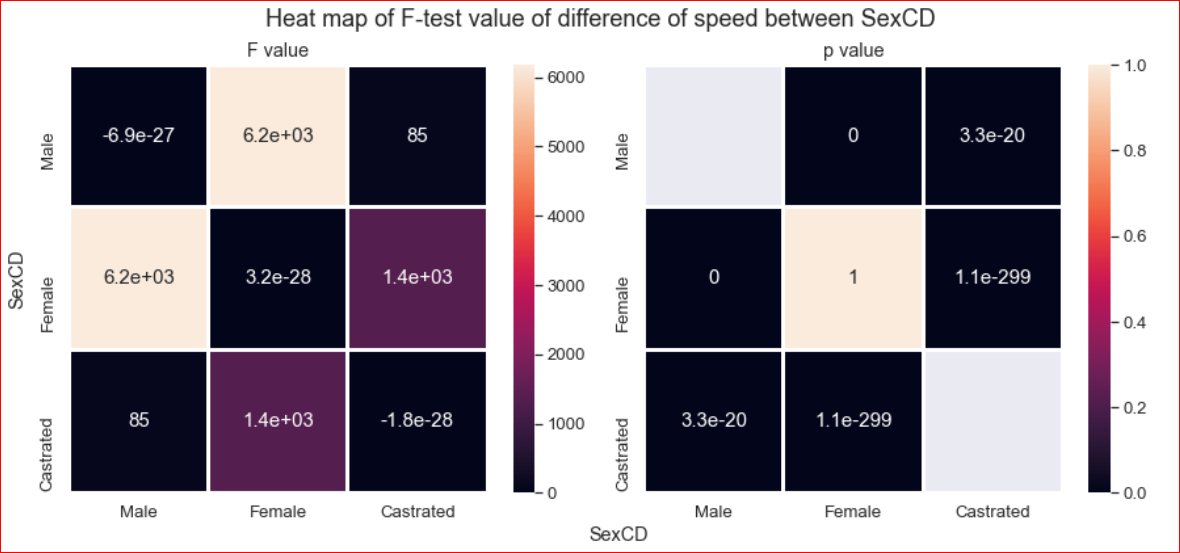 Heat map of F-test value of difference of speed between SexCD
F value
p value
SexCD
Male
-6.9e-27
6.2e+03
85
Female
6.2e+03
3.2e-28
1.4e+03
Castrated
85
1.4e+03
-1.8e-28
Male
Female
Castrated
6000
5000
4000
3000
2000
1000
0
Male
0
3.3e-20
Female
0
1
1.1e-299
Castrated
3.3e-20
1.1e-299
Male
Female
Castrated
1.0
0.8
0.6
0.4
0.2
0.0
SexCD